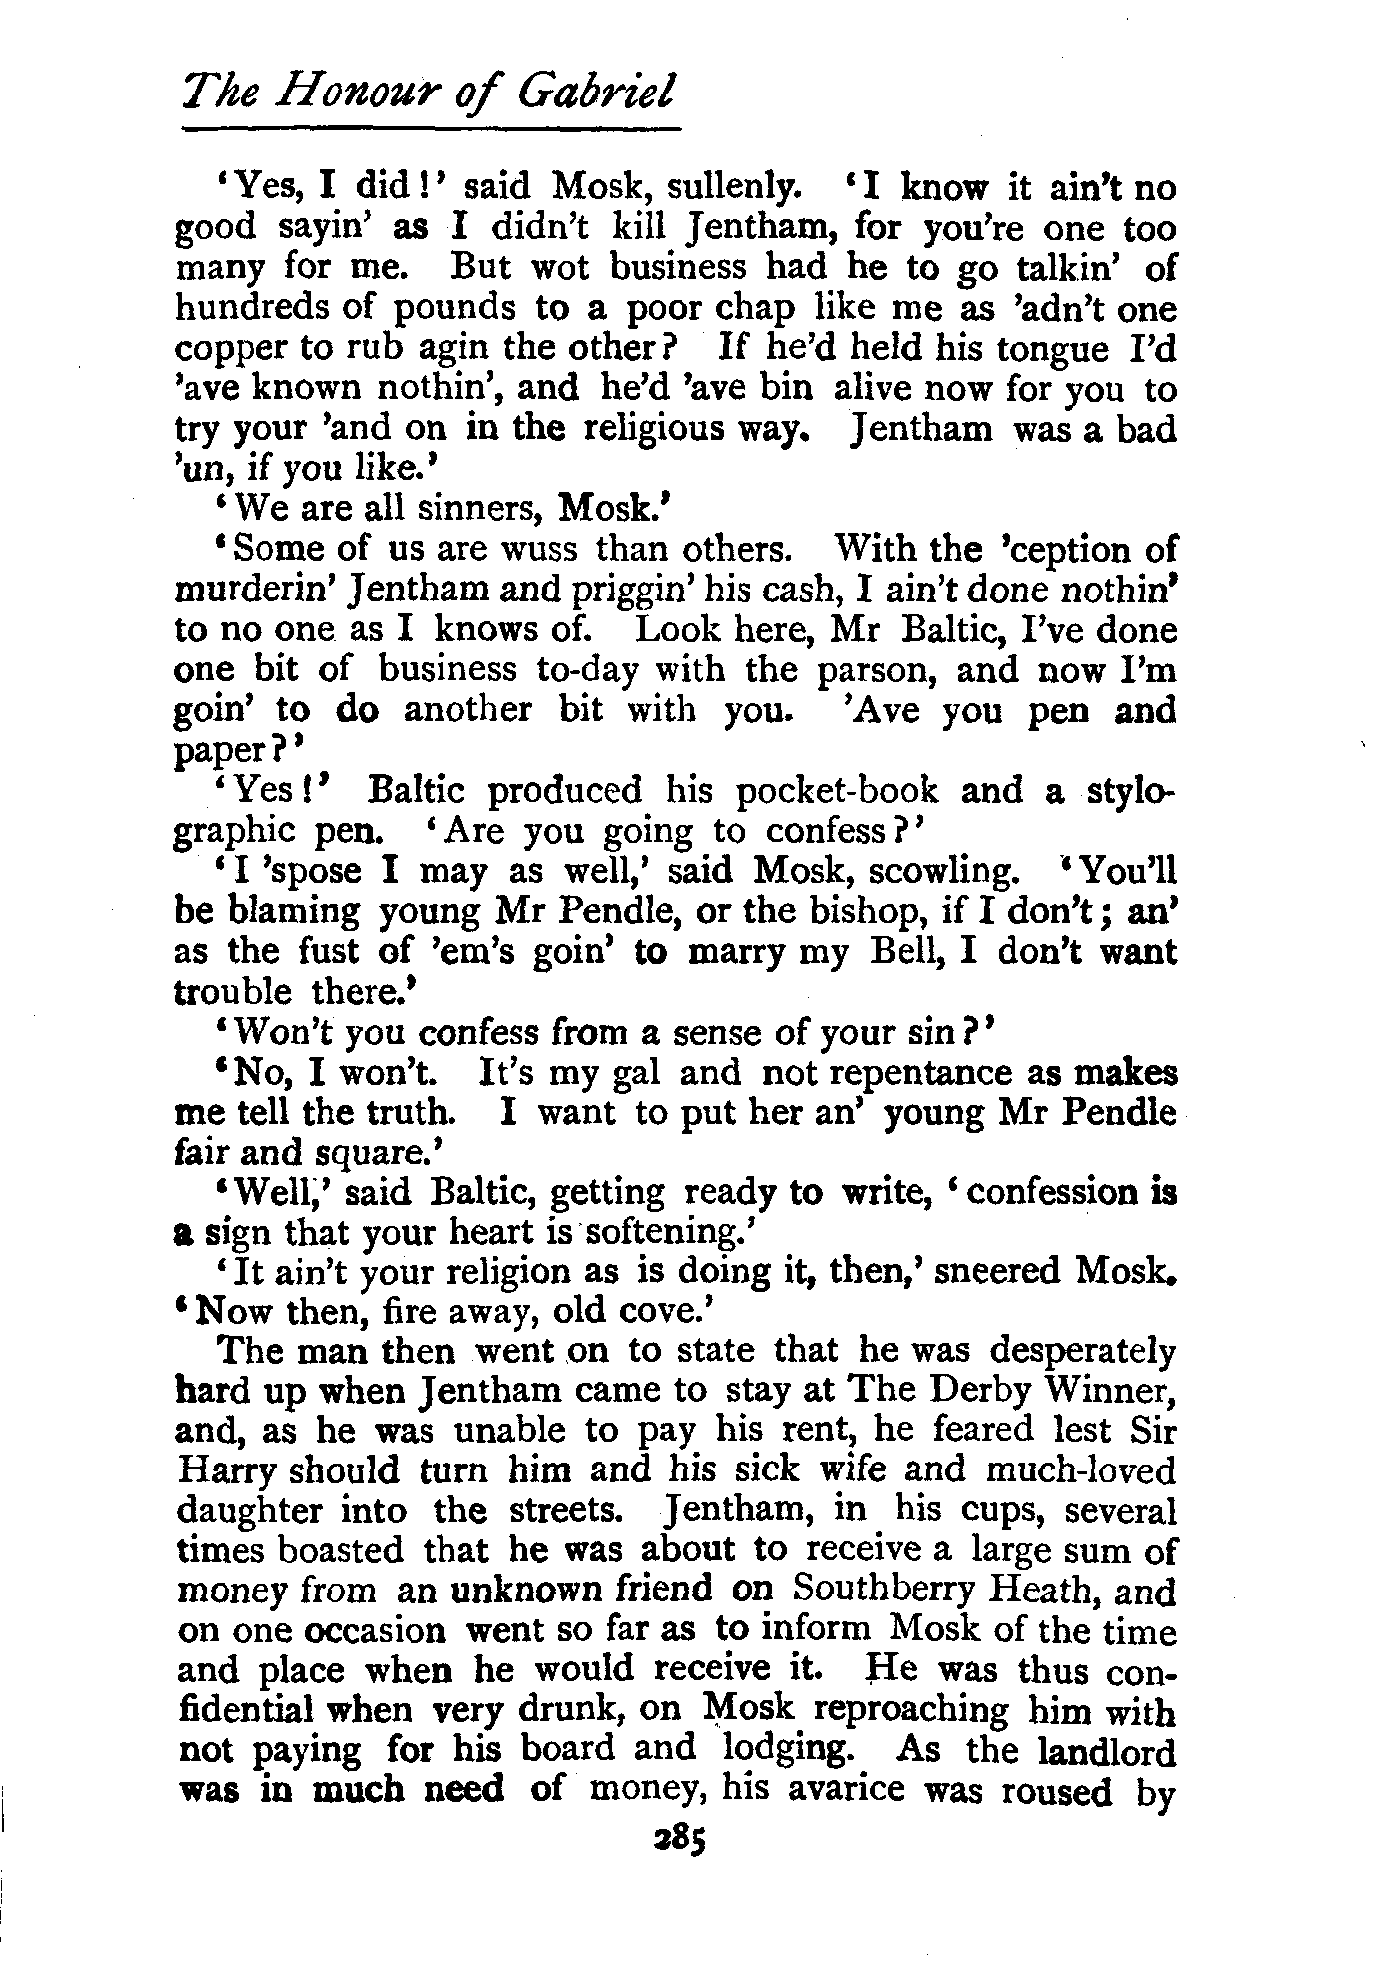 The Honour of Gabriel
‘Yes, I did!’ said Mosk, sullenly. ‘I know it ain't no
good sayin’ as I didn't kill Jentham, for you're one too
many for me. But wot business had he to go talkin’ of
hundreds of pounds to a poor chap like me as ’adn't one
copper to rub agin the other? If he'd held his tongue I'd
’ave known nothin’, and he'd ’ave bin alive now for you to
try your ’and on in the religious way. Jentham was a bad
’un, if you like.’
‘We are all sinners, Mosk.’
‘Some of us are wuss than others. With the ’ception of
murderin’ Jentham and priggin’ his cash, I ain't done nothin’
to no one as I knows of. Look here, Mr Baltic, I've done
one bit of business to-day with the parson, and now I'm
goin’ to do another bit with you. ’Ave you pen and
paper?’
‘Yes!’ Baltic produced his pocket-book and a stylo-
graphic pen. ‘Are you going to confess?’
‘I ’spose I may as well,’ said Mosk, scowling. ‘You'll
be blaming young Mr Pendle, or the bishop, if I don't; an’
as the fust of ’em's goin’ to marry my Bell, I don't want
trouble there.’
‘Won't you confess from a sense of your sin?’
‘No, I won't. It's my gal and not repentance as makes
me tell the truth. I want to put her an’ young Mr Pendle
fair and square.’
‘Well,’ said Baltic, getting ready to write, ‘confession is
a sign that your heart is softening.’
‘It ain't your religion as is doing it, then,’ sneered Mosk.
‘Now then, fire away, old cove.’
The man then went on to state that he was desperately
hard up when Jentham came to stay at The Derby Winner,
and, as he was unable to pay his rent, he feared lest Sir
Harry should turn him and his sick wife and much-loved
daughter into the streets. Jentham, in his cups, several
times boasted that he was about to receive a large sum of
money from an unknown friend on Southberry Heath, and
on one occasion went so far as to inform Mosk of the time
and place when he would receive it. He was thus con-
fidential when very drunk, on Mosk reproaching him with
not paying for his board and lodging. As the landlord
was in much need of money, his avarice was roused by
285